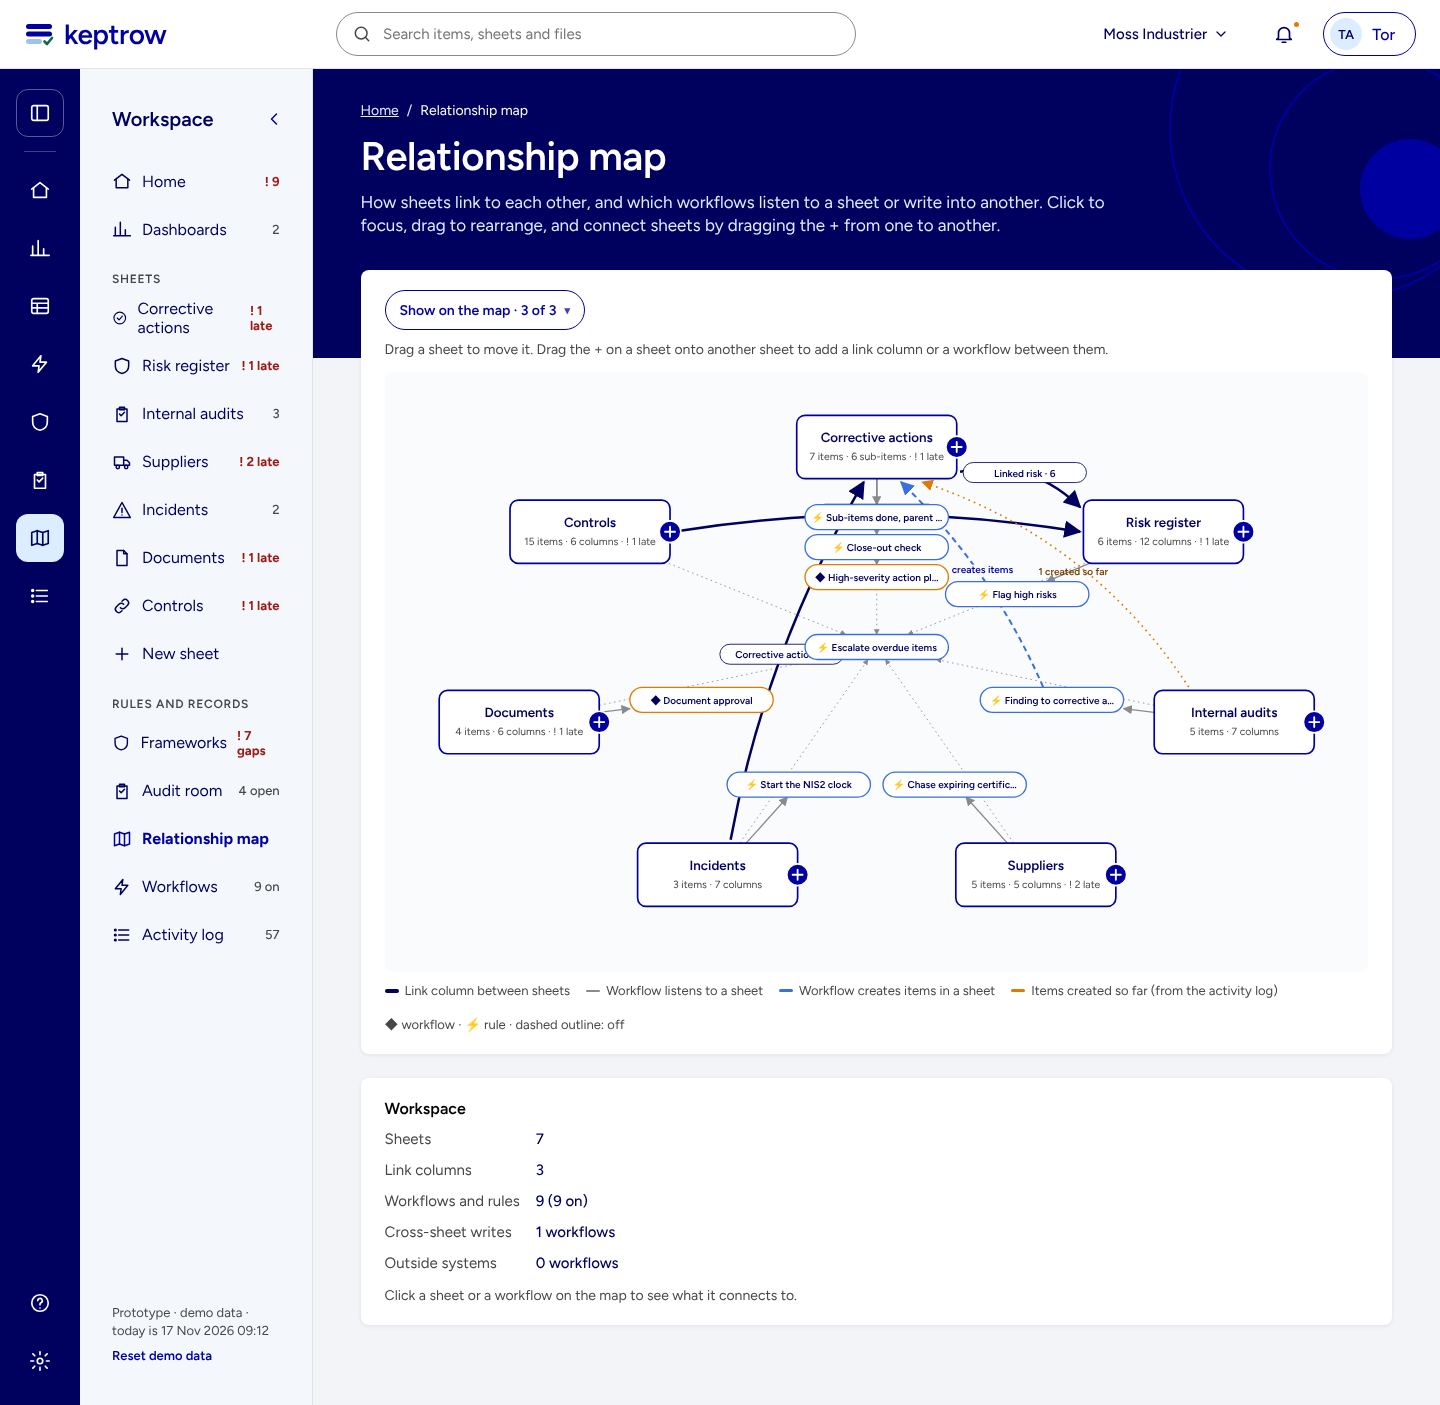 keptrow
Search items, sheets and files
Moss Industrier
TA
Tor
Workspace
Home ! 9
Dashboards 2
SHEETS
Corrective actions ! 1 late
Risk register ! 1 late
Internal audits 3
Suppliers ! 2 late
Incidents 2
Documents ! 1 late
Controls ! 1 late
New sheet
RULES AND RECORDS
Frameworks ! 7 gaps
Audit room 4 open
Relationship map
Workflows 9 on
Activity log 57
Prototype · demo data ·
today is 17 Nov 2026 09:12
Reset demo data
Home / Relationship map
Relationship map
How sheets link to each other, and which workflows listen to a sheet or write into another. Click to
focus, drag to rearrange, and connect sheets by dragging the + from one to another.
Show on the map · 3 of 3 ▾
Drag a sheet to move it. Drag the + on a sheet onto another sheet to add a link column or a workflow between them.
Corrective actions
7 items · 6 sub-items · ! 1 late
Linked risk · 6
Controls
15 items · 6 columns · ! 1 late
⚡ Sub-items done, parent ...
Risk register
6 items · 12 columns · ! 1 late
⚡ Close-out check
◆ High-severity action pl...
creates items
1 created so far
⚡ Flag high risks
Corrective actio
⚡ Escalate overdue items
Documents
4 items · 6 columns · ! 1 late
◆ Document approval
⚡ Finding to corrective a...
Internal audits
5 items · 7 columns
⚡ Start the NIS2 clock
⚡ Chase expiring certific...
Incidents
3 items · 7 columns
Suppliers
5 items · 5 columns · ! 2 late
Link column between sheets
Workflow listens to a sheet
Workflow creates items in a sheet
Items created so far (from the activity log)
◆ workflow · ⚡ rule · dashed outline: off
Workspace
Sheets 7
Link columns 3
Workflows and rules 9 (9 on)
Cross-sheet writes 1 workflows
Outside systems 0 workflows
Click a sheet or a workflow on the map to see what it connects to.